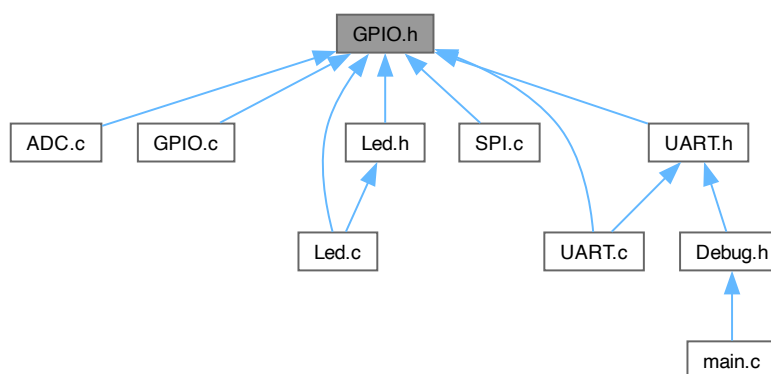 GPIO.h
ADC.c
GPIO.c
Led.h
SPI.c
UART.h
Led.c
UART.c
Debug.h
main.c